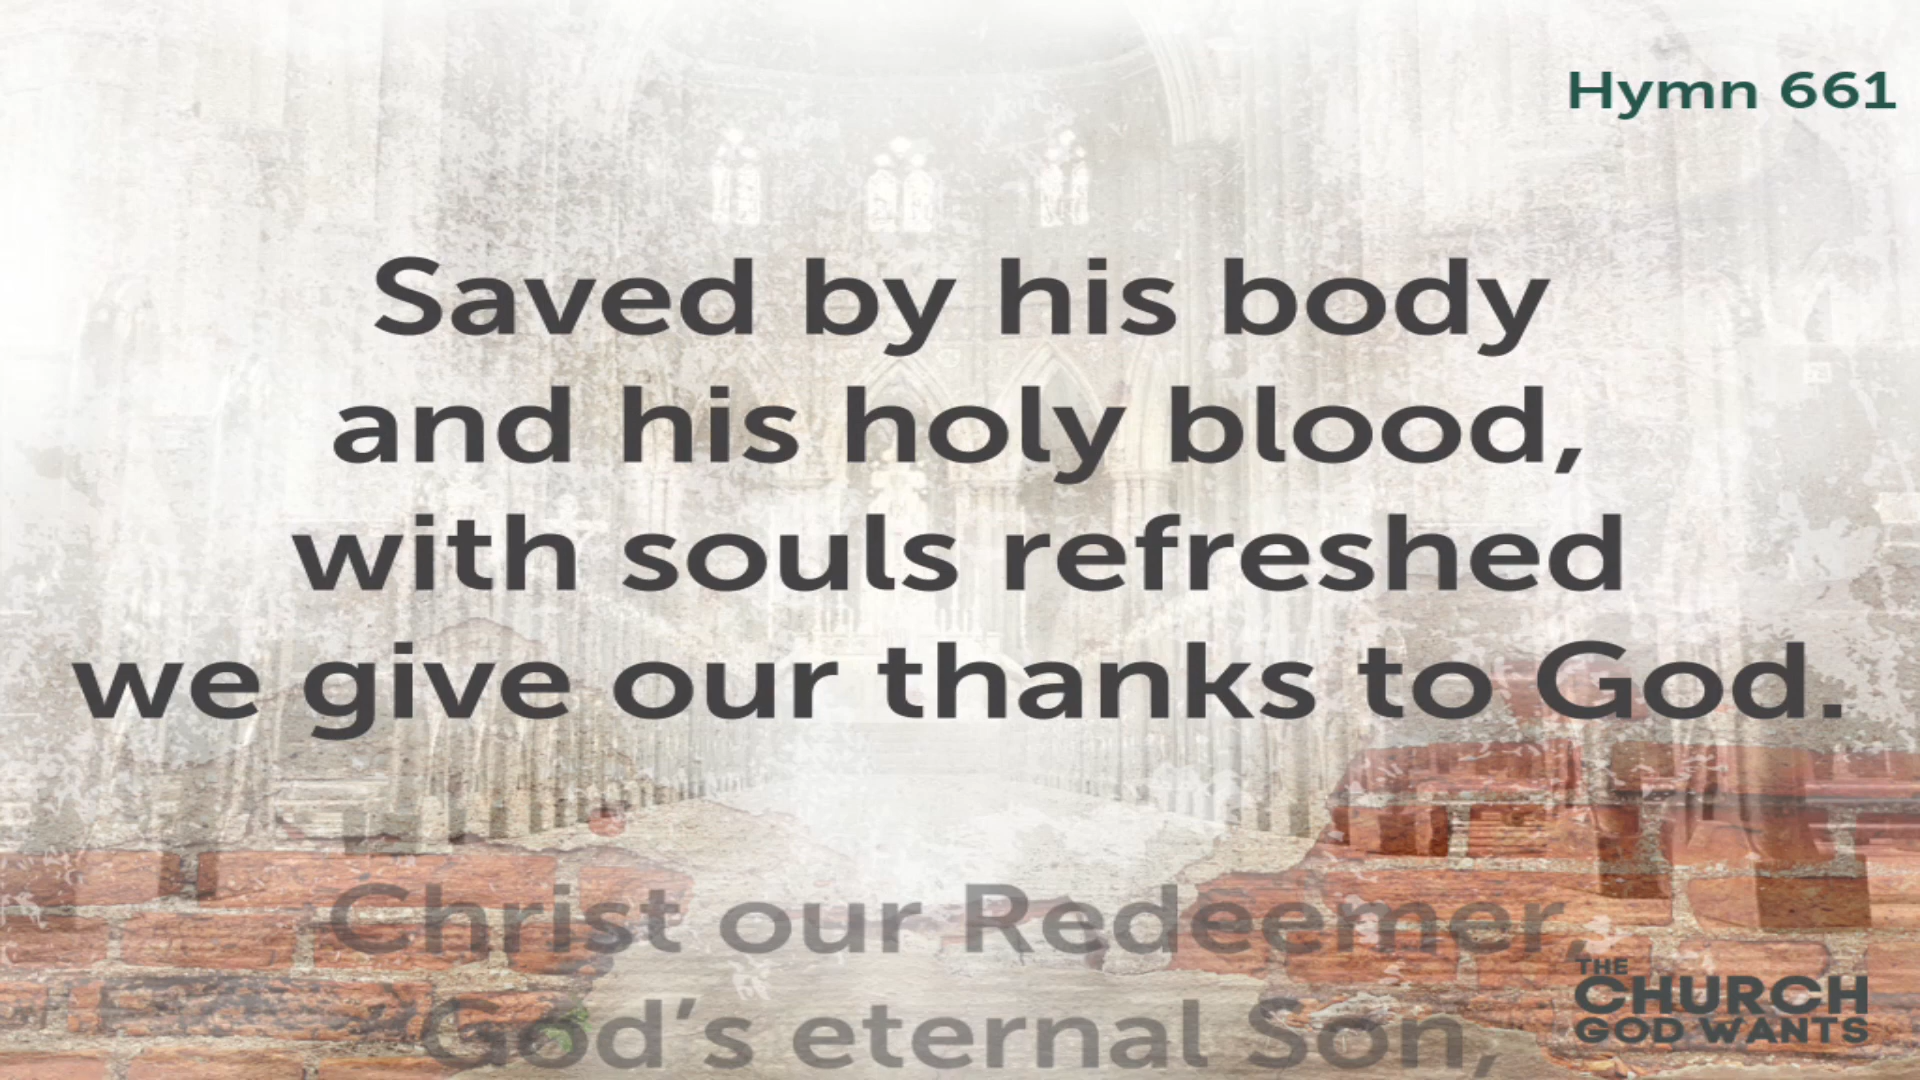 Hymn 661
Saved by his body
and his holy blood,
with souls refreshed
we give our thanks to God.
Christ our Redeemer,
God's eternal Son,
THE
CHURCH
GOD WANTS